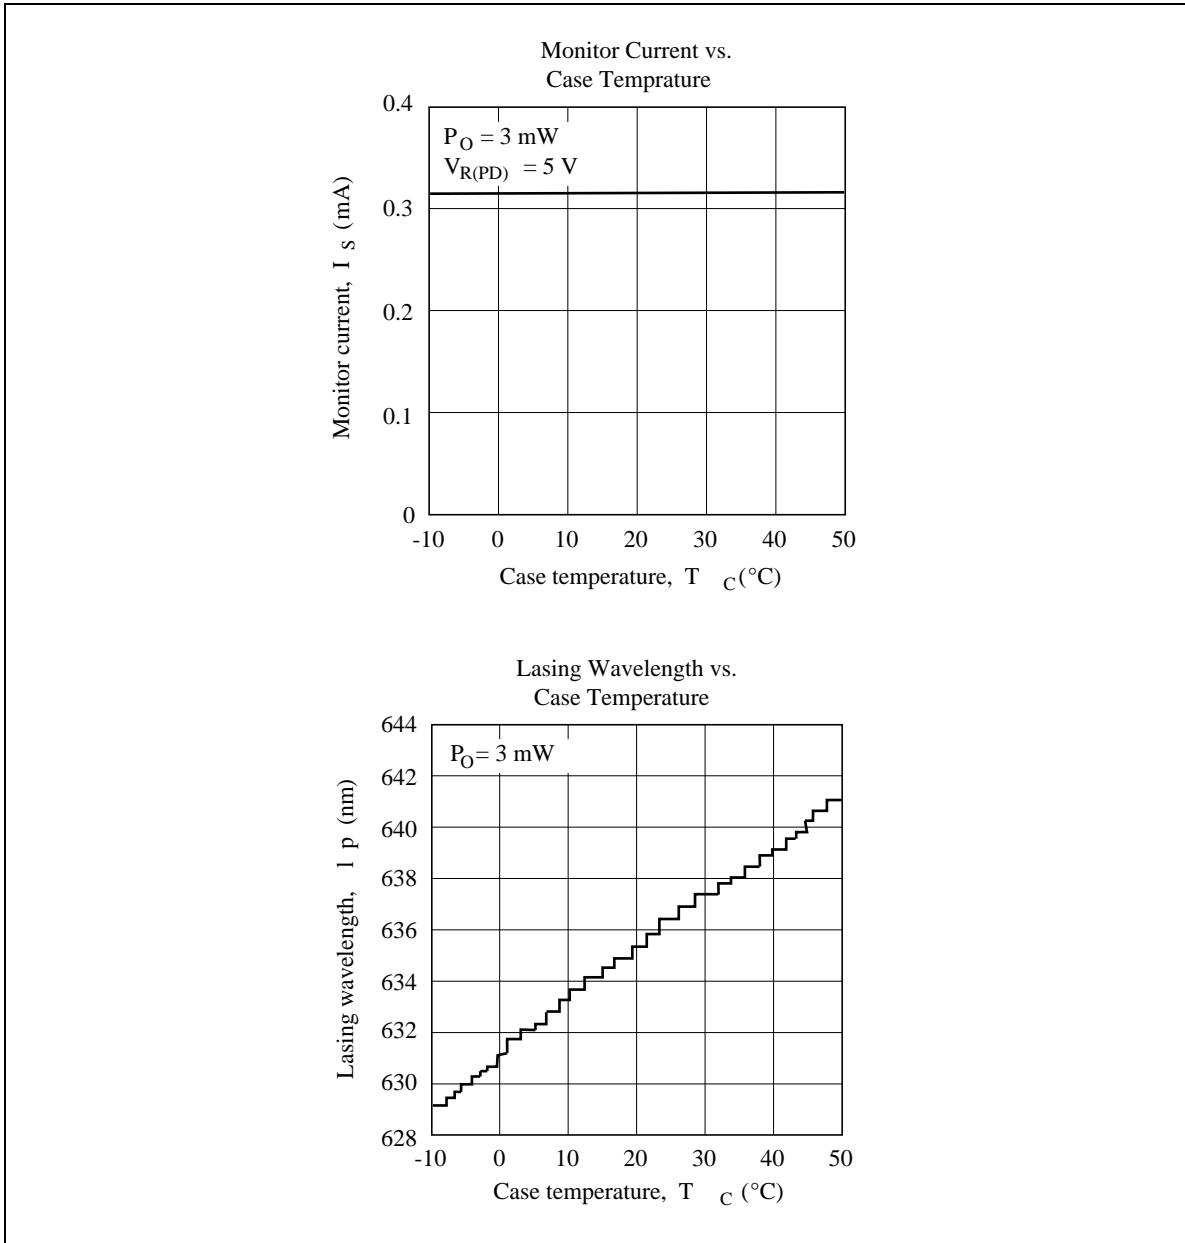 Monitor Current vs.
Case Temprature
0.4
P_O = 3 mW
V_R(PD) = 5 V
0.3
0.2
0.1
0
Monitor current, I_S (mA)
-10 0 10 20 30 40 50
Case temperature, T_C (°C)
Lasing Wavelength vs.
Case Temperature
644
P_O = 3 mW
642
640
638
636
634
632
630
628
Lasing wavelength, l p (nm)
-10 0 10 20 30 40 50
Case temperature, T_C (°C)